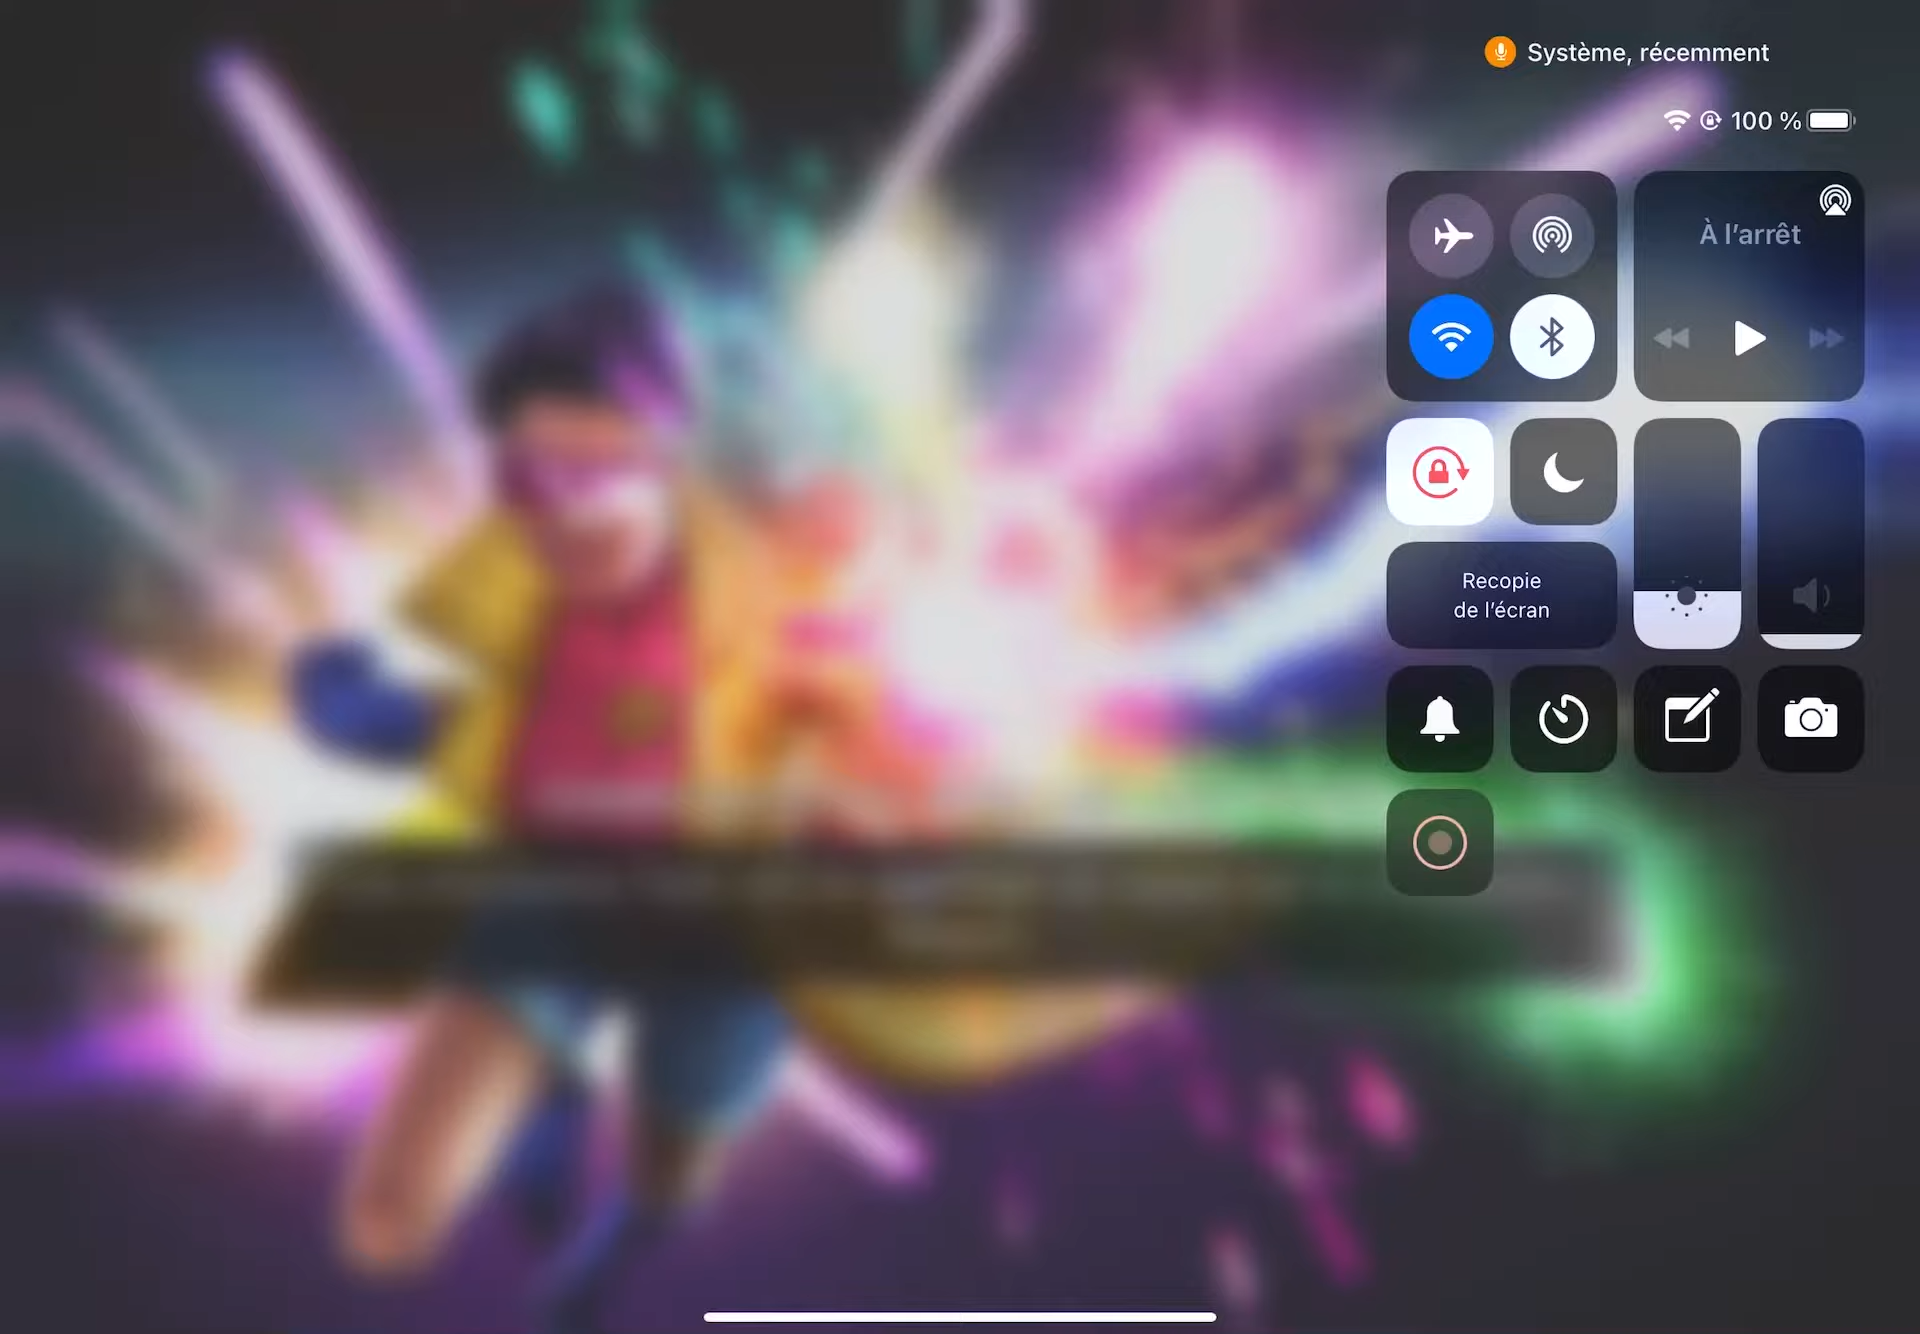 Système, récemment
100 %
À l’arrêt
Recopie
de l’écran